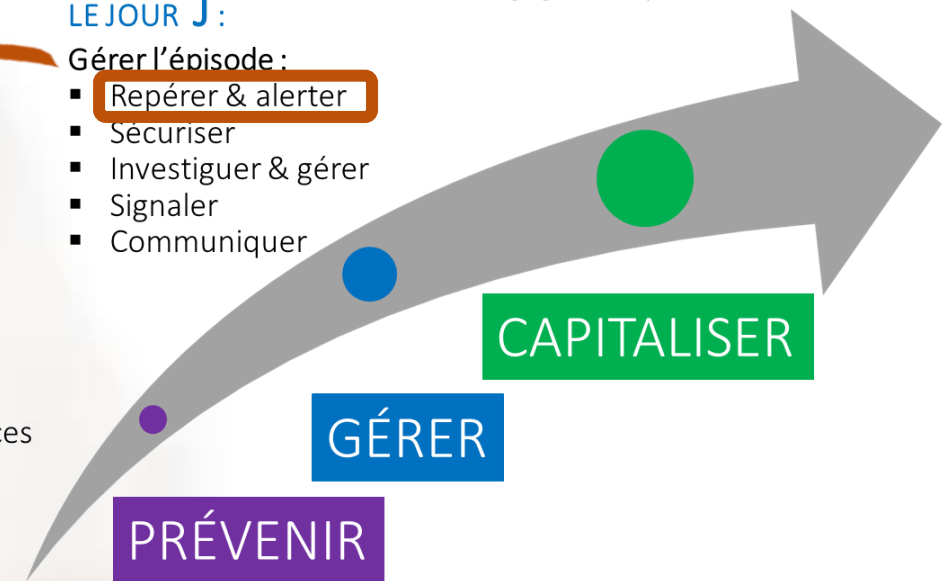 LE JOUR J :
Gérer l'épisode :
▪ Repérer & alerter
▪ Sécuriser
▪ Investiguer & gérer
▪ Signaler
▪ Communiquer
CAPITALISER
GÉRER
PRÉVENIR